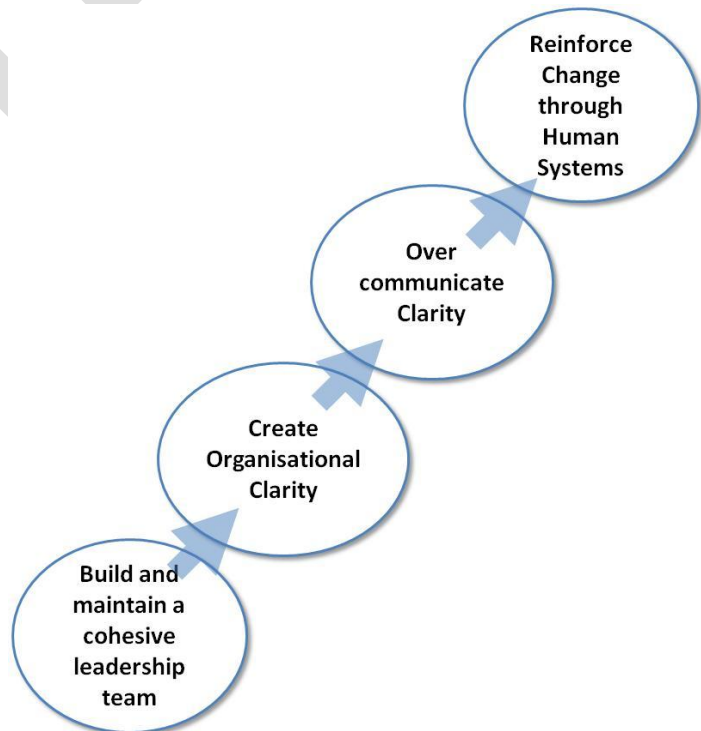 Reinforce
Change
through
Human
Systems
Over
communicate
Clarity
Create
Organisational
Clarity
Build and
maintain a
cohesive
leadership
team